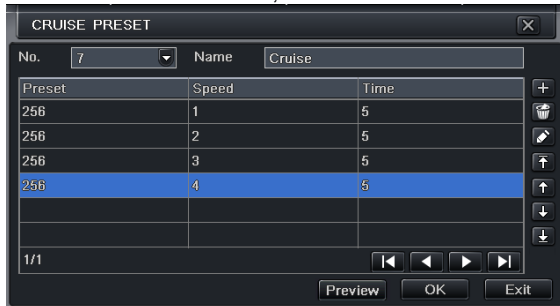 CRUISE PRESET
No. 7 Name Cruise
Preset Speed Time
256 1 5
256 2 5
256 3 5
256 4 5
1/1
Preview OK Exit